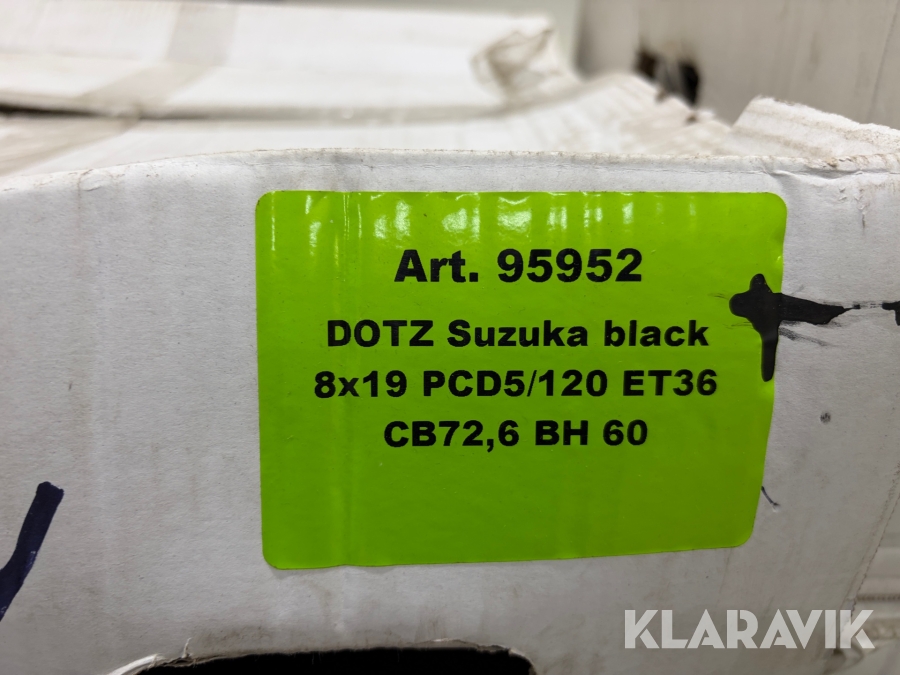 Art. 95952
DOTZ Suzuka black
8x19 PCD5/120 ET36
CB72,6 BH 60
KLARAVIK